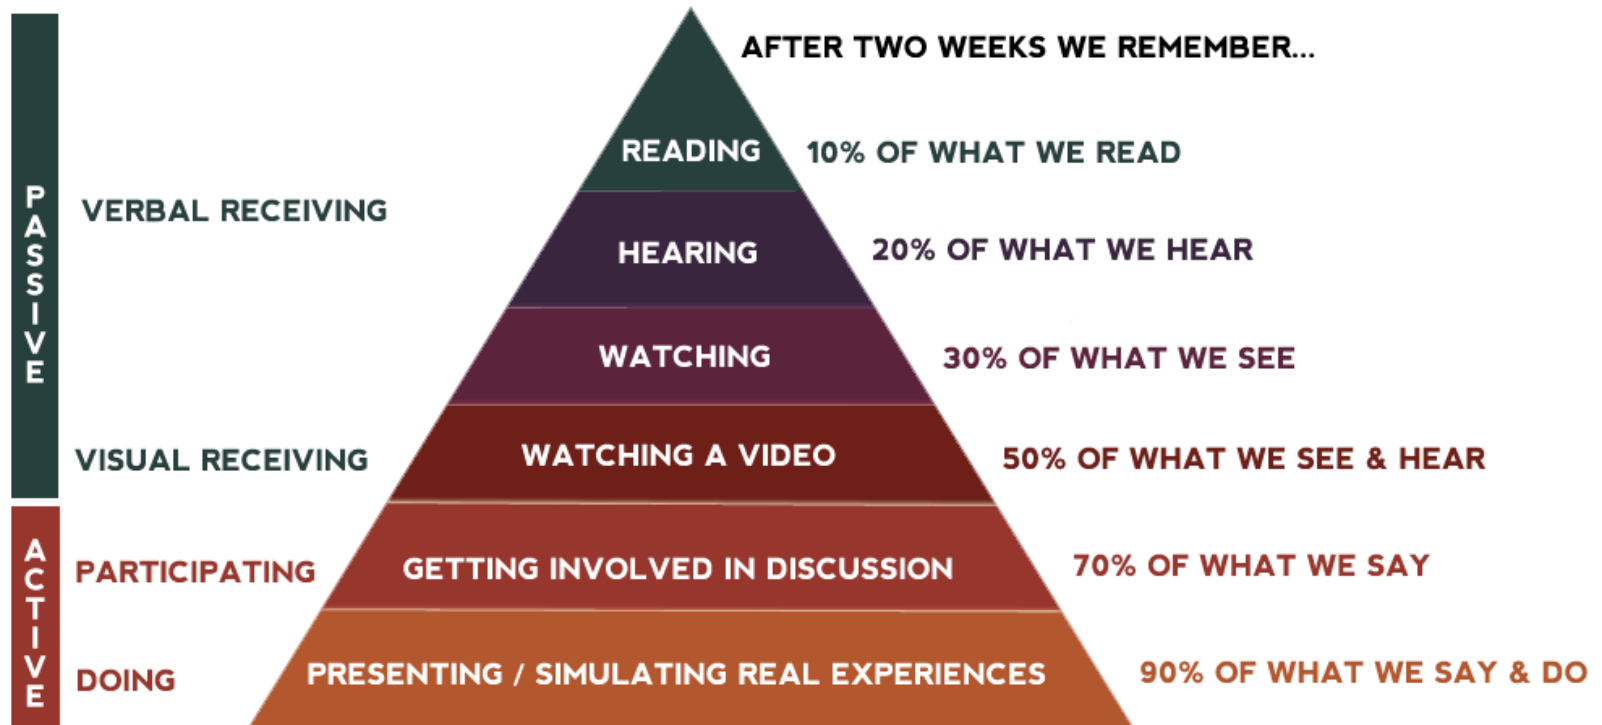 AFTER TWO WEEKS WE REMEMBER...
PASSIVE
VERBAL RECEIVING
READING
10% OF WHAT WE READ
HEARING
20% OF WHAT WE HEAR
WATCHING
30% OF WHAT WE SEE
VISUAL RECEIVING
WATCHING A VIDEO
50% OF WHAT WE SEE & HEAR
ACTIVE
PARTICIPATING
GETTING INVOLVED IN DISCUSSION
70% OF WHAT WE SAY
DOING
PRESENTING / SIMULATING REAL EXPERIENCES
90% OF WHAT WE SAY & DO